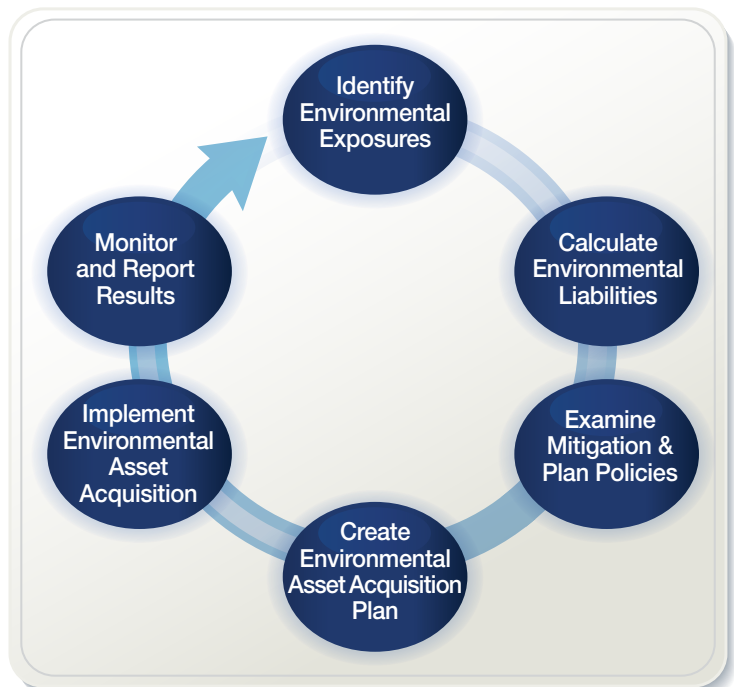 Identify
Environmental
Exposures
Calculate
Environmental
Liabilities
Examine
Mitigation &
Plan Policies
Create
Environmental
Asset Acquisition
Plan
Implement
Environmental
Asset
Acquisition
Monitor
and Report
Results